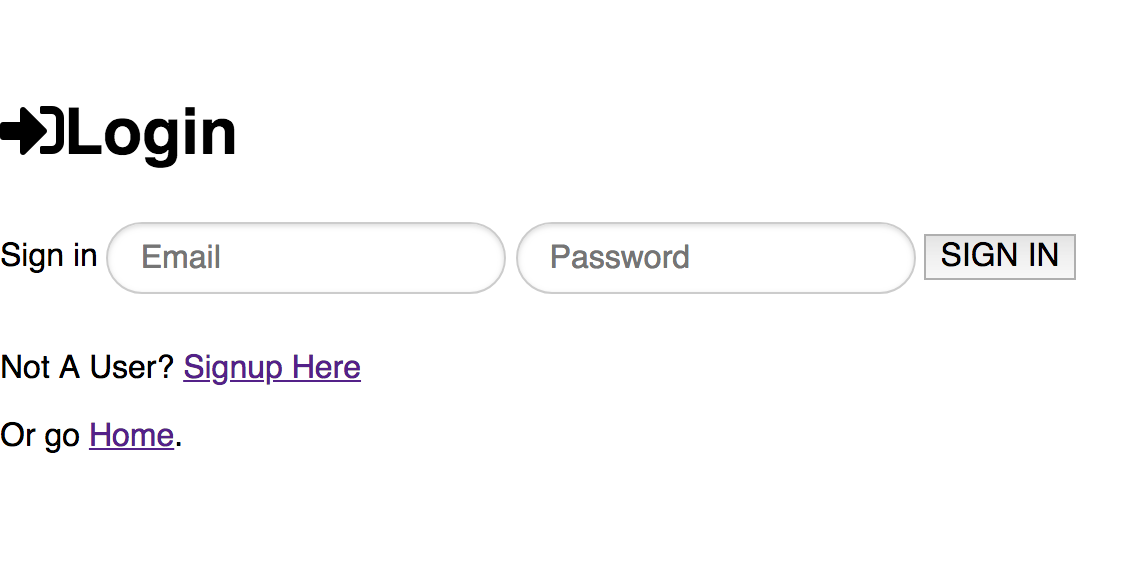 Login
Sign in Email Password SIGN IN
Not A User? Signup Here
Or go Home.